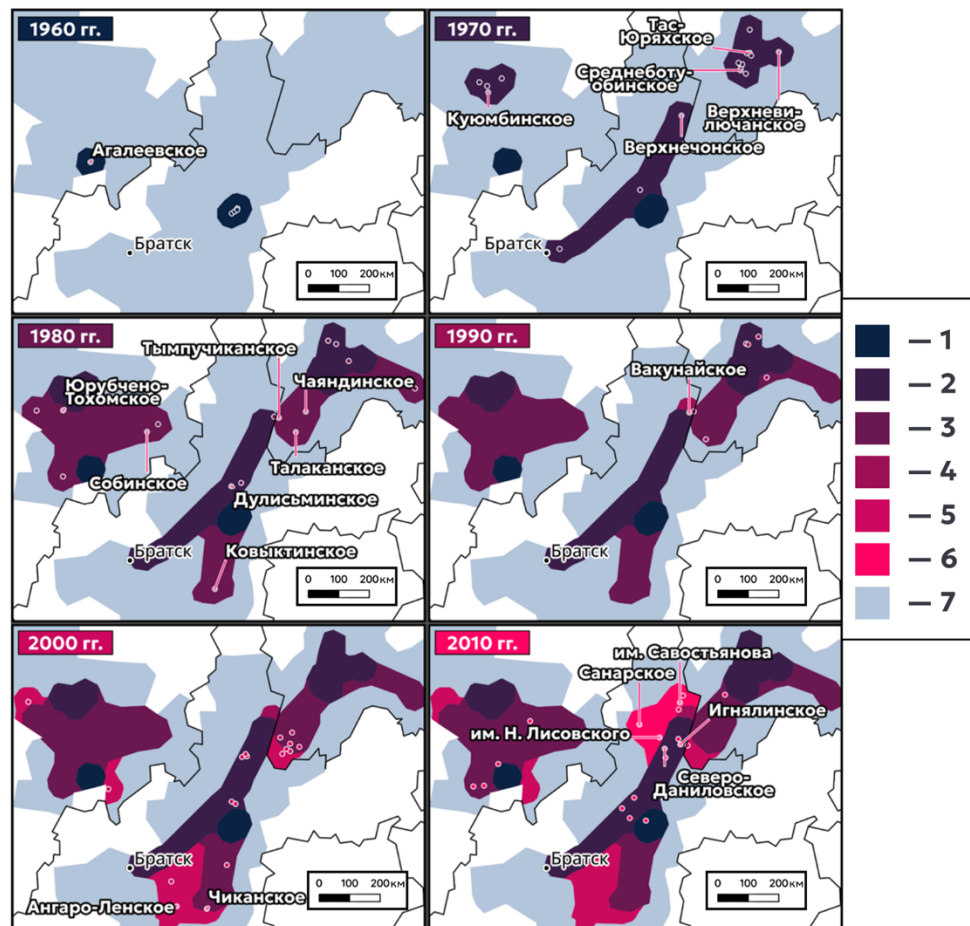 1960 гг.
Агалеевское
Братск
0 100 200км
1970 гг.
Тас-
Юряхское
Среднеботу-
обинское
Куюмбинское
Верхневи-
лючанское
Верхнечонское
Братск
0 100 200км
1980 гг.
Тымпучиканское
Чаяндинское
Юрубчено-
Тохомское
Талаканское
Собинское
Дулисьминское
Братск
Ковыктинское
0 100 200км
1990 гг.
Вакунайское
Братск
0 100 200км
2000 гг.
Братск
Ангаро-Ленское
Чиканское
0 100 200км
2010 гг.
им. Савостьянова
Санарское
Игнялинское
им. Н. Лисовского
Северо-
Даниловское
Братск
0 100 200км
— 1
— 2
— 3
— 4
— 5
— 6
— 7